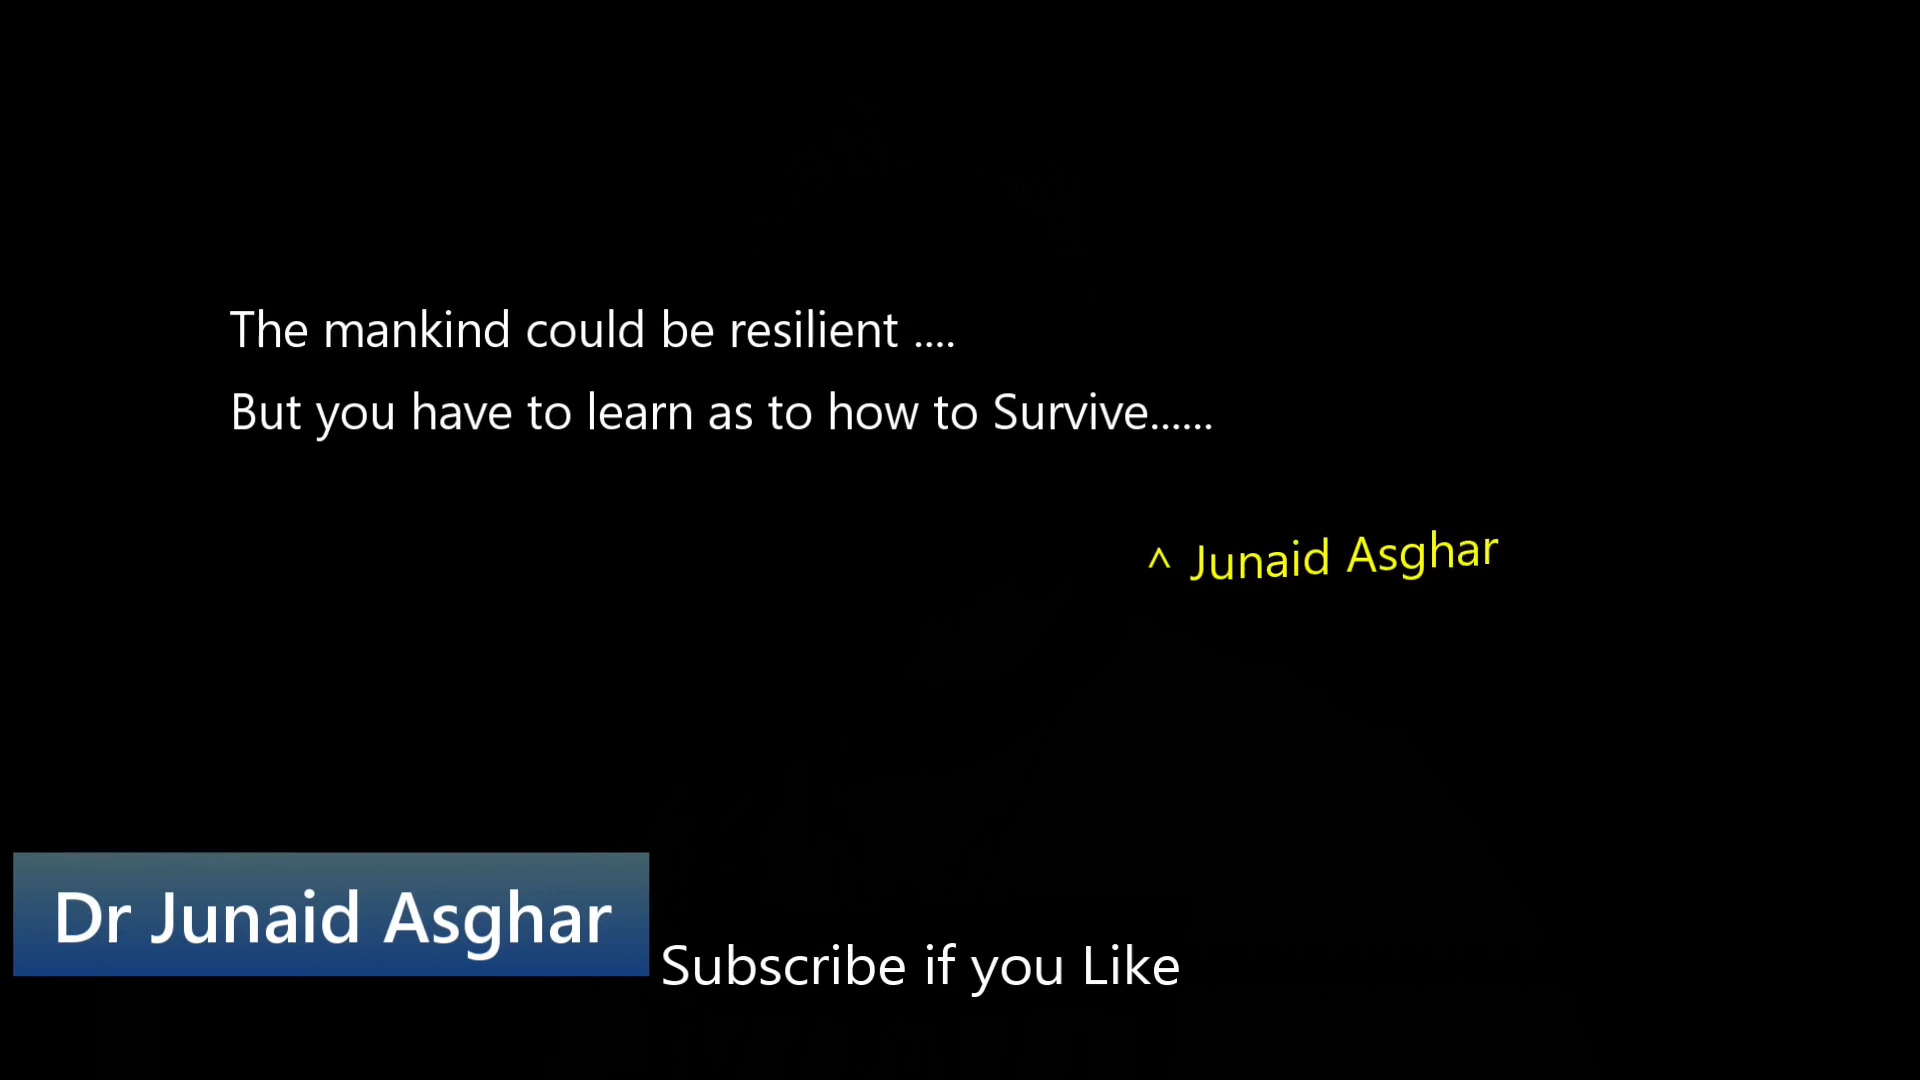 The mankind could be resilient ....
But you have to learn as to how to Survive......
^ Junaid Asghar
Dr Junaid Asghar
Subscribe if you Like